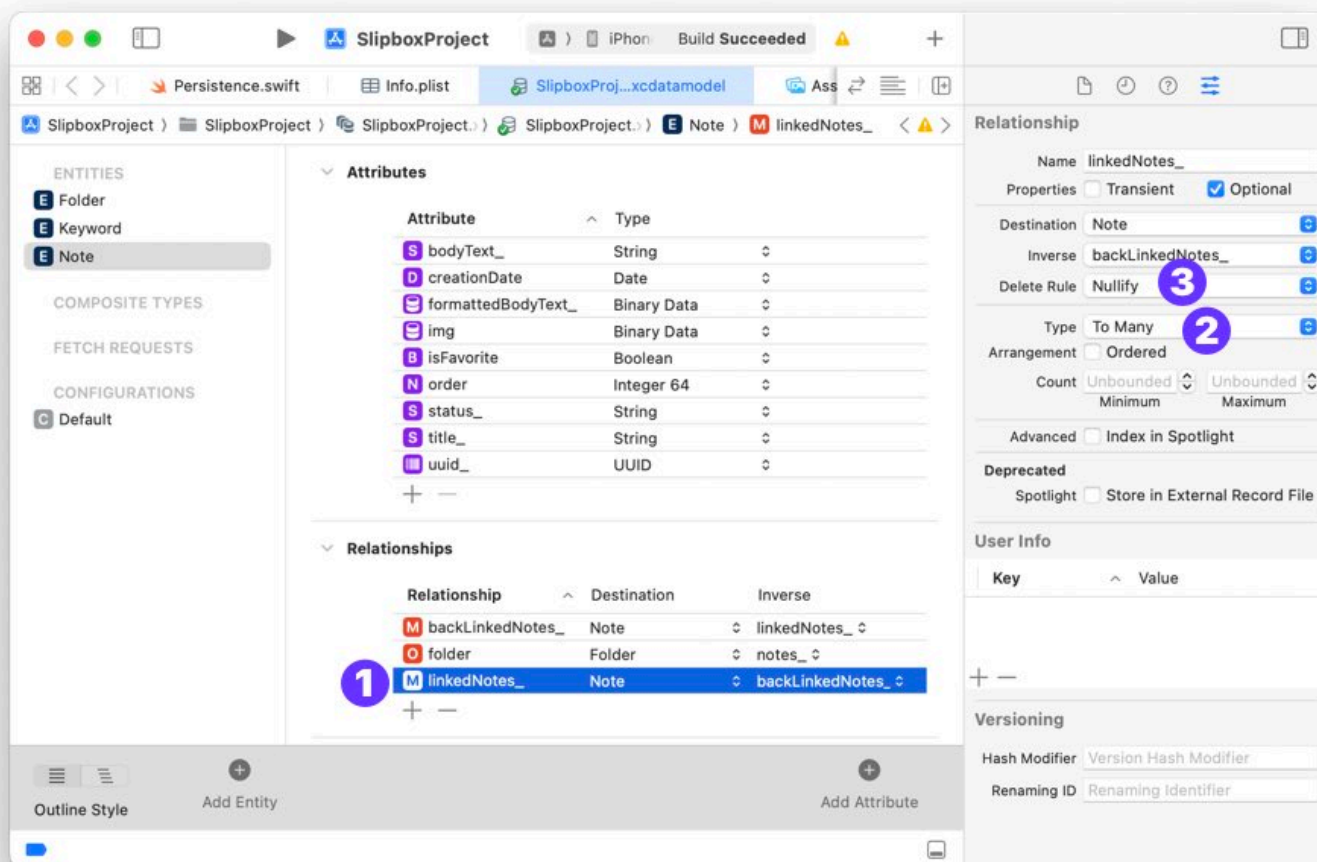 SlipboxProject iPhon Build Succeeded
Persistence.swift Info.plist SlipboxProj...xcdatamodel Ass
SlipboxProject SlipboxProject SlipboxProject. SlipboxProject. E Note M linkedNotes_
ENTITIES
E Folder
E Keyword
E Note
COMPOSITE TYPES
FETCH REQUESTS
CONFIGURATIONS
C Default
Attributes
Attribute Type
S bodyText_ String
D creationDate Date
formattedBodyText_ Binary Data
img Binary Data
B isFavorite Boolean
N order Integer 64
S status_ String
S title_ String
uuid_ UUID
Relationships
Relationship Destination Inverse
M backLinkedNotes_ Note linkedNotes_
O folder Folder notes_
1 M linkedNotes_ Note backLinkedNotes_
Outline Style
Add Entity
Add Attribute
Relationship
Name linkedNotes_
Properties Transient Optional
Destination Note
Inverse backLinkedNotes_
Delete Rule Nullify 3
Type To Many 2
Arrangement Ordered
Count Unbounded Unbounded
Minimum Maximum
Advanced Index in Spotlight
Deprecated
Spotlight Store in External Record File
User Info
Key Value
Versioning
Hash Modifier Version Hash Modifier
Renaming ID Renaming Identifier